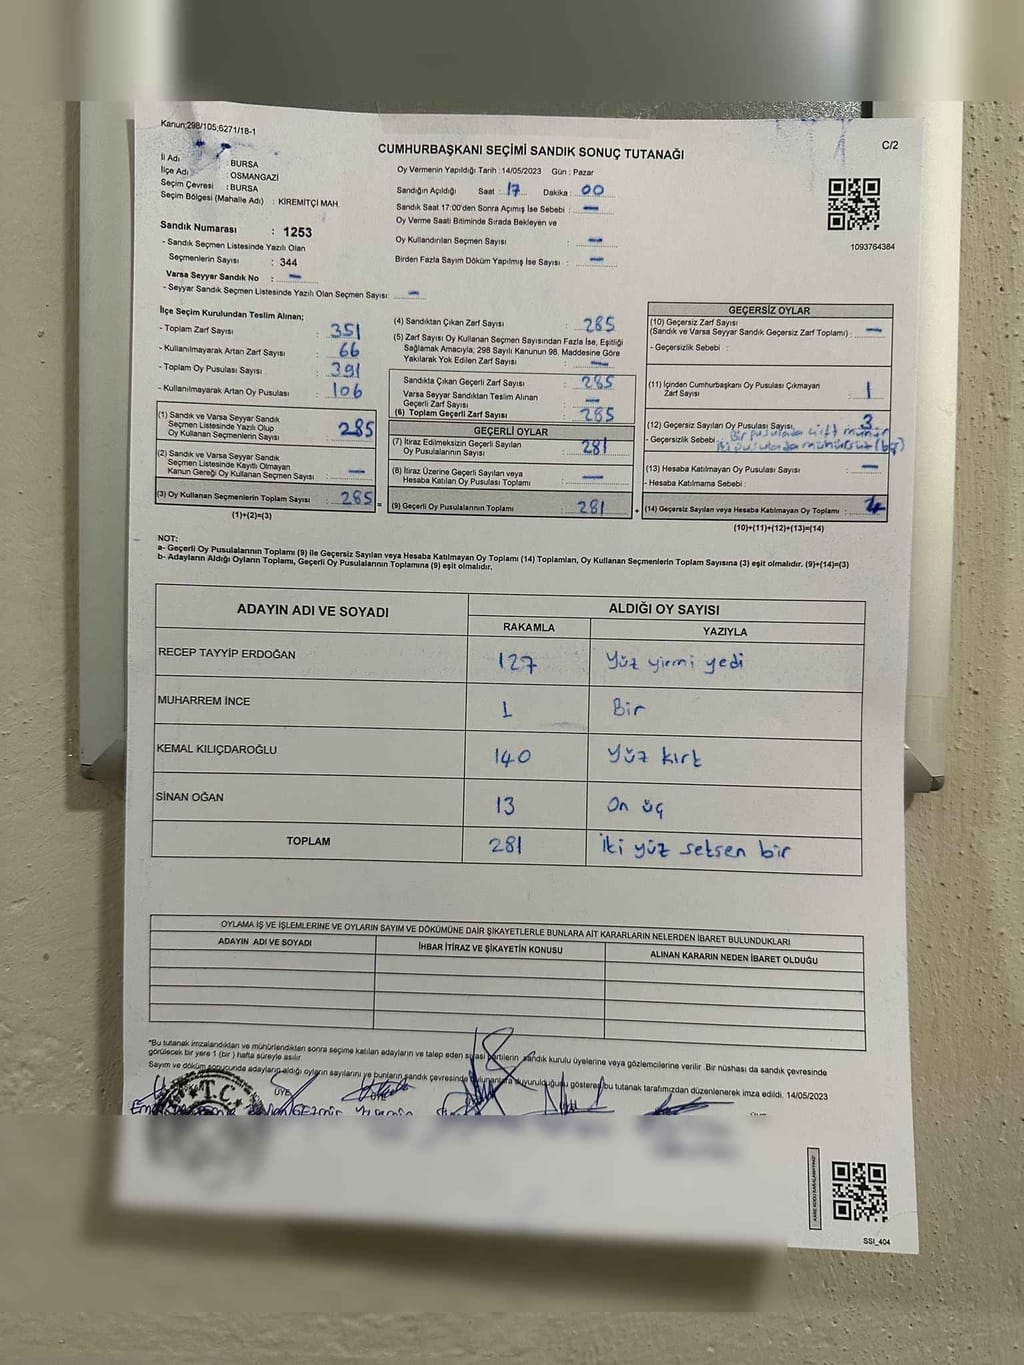 Kanun;298/105;6271/18-1
CUMHURBAŞKANI SEÇİMİ SANDIK SONUÇ TUTANAĞI
C/2
İl Adı : BURSA
İlçe Adı : OSMANGAZİ
Seçim Çevresi : BURSA
Seçim Bölgesi (Mahalle Adı) : KİREMİTÇİ MAH.
Sandık Numarası : 1253
- Sandık Seçmen Listesinde Yazılı Olan
Seçmenlerin Sayısı : 344
Varsa Seyyar Sandık No : —
- Seyyar Sandık Seçmen Listesinde Yazılı Olan Seçmen Sayısı: —
Oy Vermenin Yapıldığı Tarih : 14/05/2023 Gün : Pazar
Sandığın Açıldığı Saat : 17 Dakika : 00
Sandık Saat 17:00'den Sonra Açımış İse Sebebi : —
Oy Verme Saati Bitiminde Sırada Bekleyen ve
Oy Kullandırılan Seçmen Sayısı : —
Birden Fazla Sayım Döküm Yapılmış İse Sayısı : —
1093764384
İlçe Seçim Kurulundan Teslim Alınan;
- Toplam Zarf Sayısı : 351
- Kullanılmayarak Artan Zarf Sayısı : 66
- Toplam Oy Pusulası Sayısı : 391
- Kullanılmayarak Artan Oy Pusulası : 106
(1) Sandık ve Varsa Seyyar Sandık
Seçmen Listesinde Yazılı Olup
Oy Kullanan Seçmenlerin Sayısı : 285
(2) Sandık ve Varsa Seyyar Sandık
Seçmen Listesinde Kayıtlı Olmayan
Kanun Gereği Oy Kullanan Seçmen Sayısı : —
(3) Oy Kullanan Seçmenlerin Toplam Sayısı : 285 =
(1)+(2)=(3)
(4) Sandıktan Çıkan Zarf Sayısı : 285
(5) Zarf Sayısı Oy Kullanan Seçmen Sayısından Fazla İse, Eşitliği
Sağlamak Amacıyla; 298 Sayılı Kanunun 98. Maddesine Göre
Yakılarak Yok Edilen Zarf Sayısı : —
Sandıkta Çıkan Geçerli Zarf Sayısı : 285
Varsa Seyyar Sandıktan Teslim Alınan
Geçerli Zarf Sayısı : —
(6) Toplam Geçerli Zarf Sayısı : 285
GEÇERLİ OYLAR
(7) İtiraz Edilmeksizin Geçerli Sayılan
Oy Pusulalarının Sayısı : 281
(8) İtiraz Üzerine Geçerli Sayılan veya
Hesaba Katılan Oy Pusulası Toplamı : —
(9) Geçerli Oy Pusulalarının Toplamı : 281 +
GEÇERSİZ OYLAR
(10) Geçersiz Zarf Sayısı
(Sandık ve Varsa Seyyar Sandık Geçersiz Zarf Toplamı) : —
- Geçersizlik Sebebi :
(11) İçinden Cumhurbaşkanı Oy Pusulası Çıkmayan
Zarf Sayısı : 1
(12) Geçersiz Sayılan Oy Pusulası Sayısı : 3
- Geçersizlik Sebebi : Bir pusulada çift mühür
iki pusulada mühürsüz (boş)
(13) Hesaba Katılmayan Oy Pusulası Sayısı : —
- Hesaba Katılmama Sebebi :
(14) Geçersiz Sayılan veya Hesaba Katılmayan Oy Toplamı : 4
(10)+(11)+(12)+(13)=(14)
NOT:
a- Geçerli Oy Pusulalarının Toplamı (9) ile Geçersiz Sayılan veya Hesaba Katılmayan Oy Toplamı (14) Toplamları, Oy Kullanan Seçmenlerin Toplam Sayısına (3) eşit olmalıdır. (9)+(14)=(3)
b- Adayların Aldığı Oyların Toplamı, Geçerli Oy Pusulalarının Toplamına (9) eşit olmalıdır.
ADAYIN ADI VE SOYADI
ALDIĞI OY SAYISI
RAKAMLA YAZIYLA
RECEP TAYYİP ERDOĞAN 127 Yüz yirmi yedi
MUHARREM İNCE 1 Bir
KEMAL KILIÇDAROĞLU 140 Yüz kırk
SİNAN OĞAN 13 On üç
TOPLAM 281 İki yüz seksen bir
OYLAMA İŞ VE İŞLEMLERİNE VE OYLARIN SAYIM VE DÖKÜMÜNE DAİR ŞİKAYETLERLE BUNLARA AİT KARARLARIN NELERDEN İBARET BULUNDUKLARI
ADAYIN ADI VE SOYADI İHBAR İTİRAZ VE ŞİKAYETİN KONUSU ALINAN KARARIN NEDEN İBARET OLDUĞU
*Bu tutanak imzalandıktan ve mühürlendikten sonra seçime katılan adayların ve talep eden siyasi partilerin sandık kurulu üyelerine veya gözlemcilerine verilir .Bir nüshası da sandık çevresinde
görülecek bir yere 1 (bir ) hafta süreyle asılır.
Sayım ve döküm sonucunda adayların aldığı oyların sayılarını ve bunların sandık çevresinde bulunanlara duyurulduğunu gösteren bu tutanak tarafımızdan düzenlenerek imza edildi. 14/05/2023
ÜYE
T.C.
SSI_404